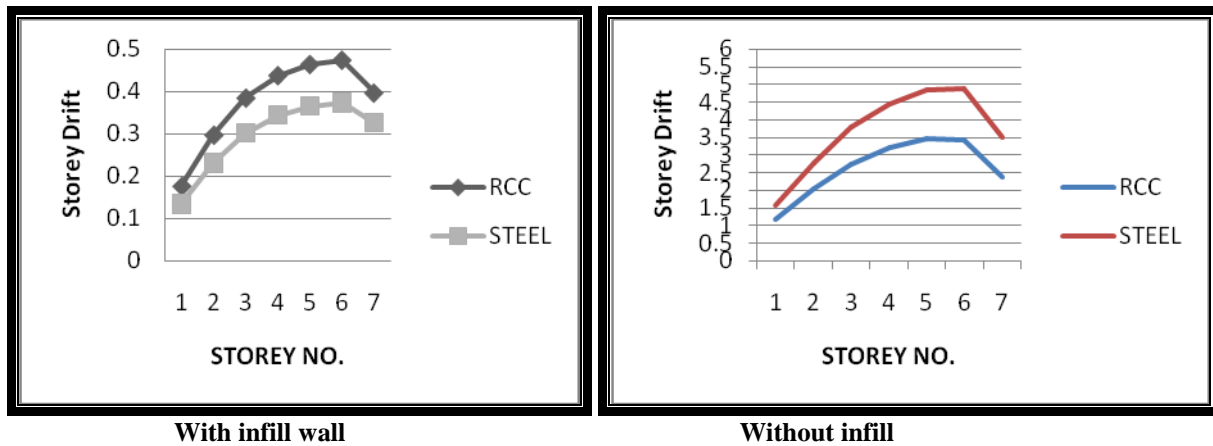 0.5
0.4
0.3
0.2
0.1
0
Storey Drift
1 2 3 4 5 6 7
STOREY NO.
RCC
STEEL
With infill wall
6
5.5
5
4.5
4
3.5
3
2.5
2
1.5
1
0.5
0
Storey Drift
1 2 3 4 5 6 7
STOREY NO.
RCC
STEEL
Without infill